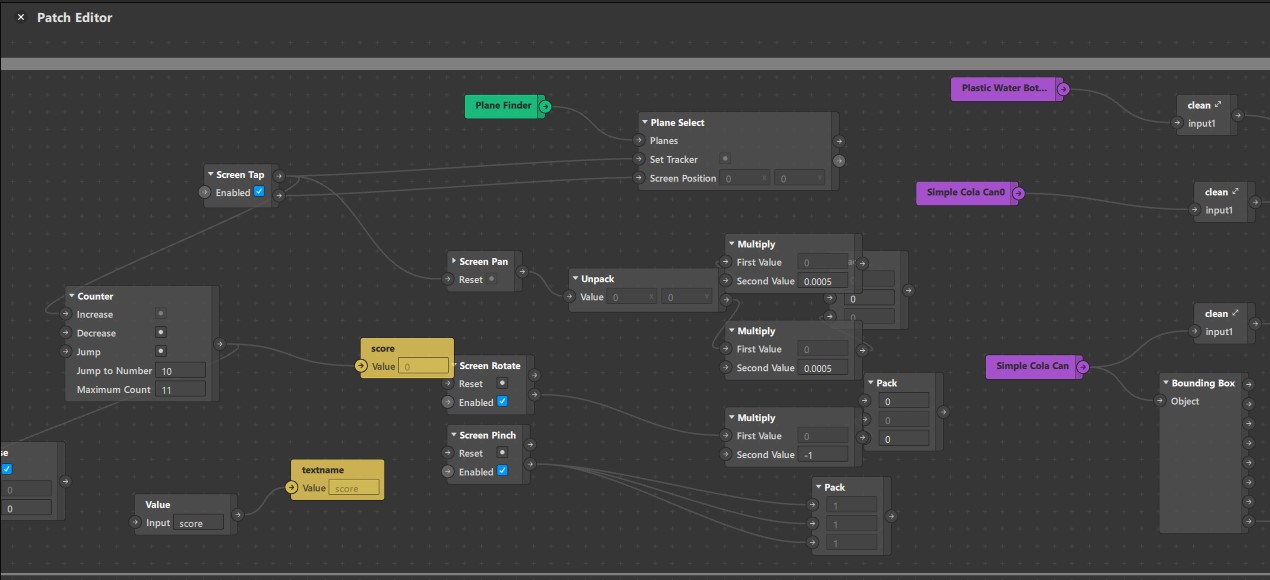 Patch Editor
Plane Finder
Plane Select
Planes
Set Tracker
Screen Position 0 X 0 Y
Plastic Water Bot...
clean
input1
Screen Tap
Enabled
Simple Cola Can0
clean
input1
Screen Pan
Reset
Unpack
Value 0 X 0 Y
Multiply
First Value 0
Second Value 0.0005
0
0
Multiply
First Value 0
Second Value 0.0005
Counter
Increase
Decrease
Jump
Jump to Number 10
Maximum Count 11
score
Value 0
Screen Rotate
Reset
Enabled
Simple Cola Can
clean
input1
Bounding Box
Object
Pack
0
0
0
Multiply
First Value 0
Second Value -1
Screen Pinch
Reset
Enabled
se
0
0
textname
Value score
Value
Input score
Pack
1
1
1